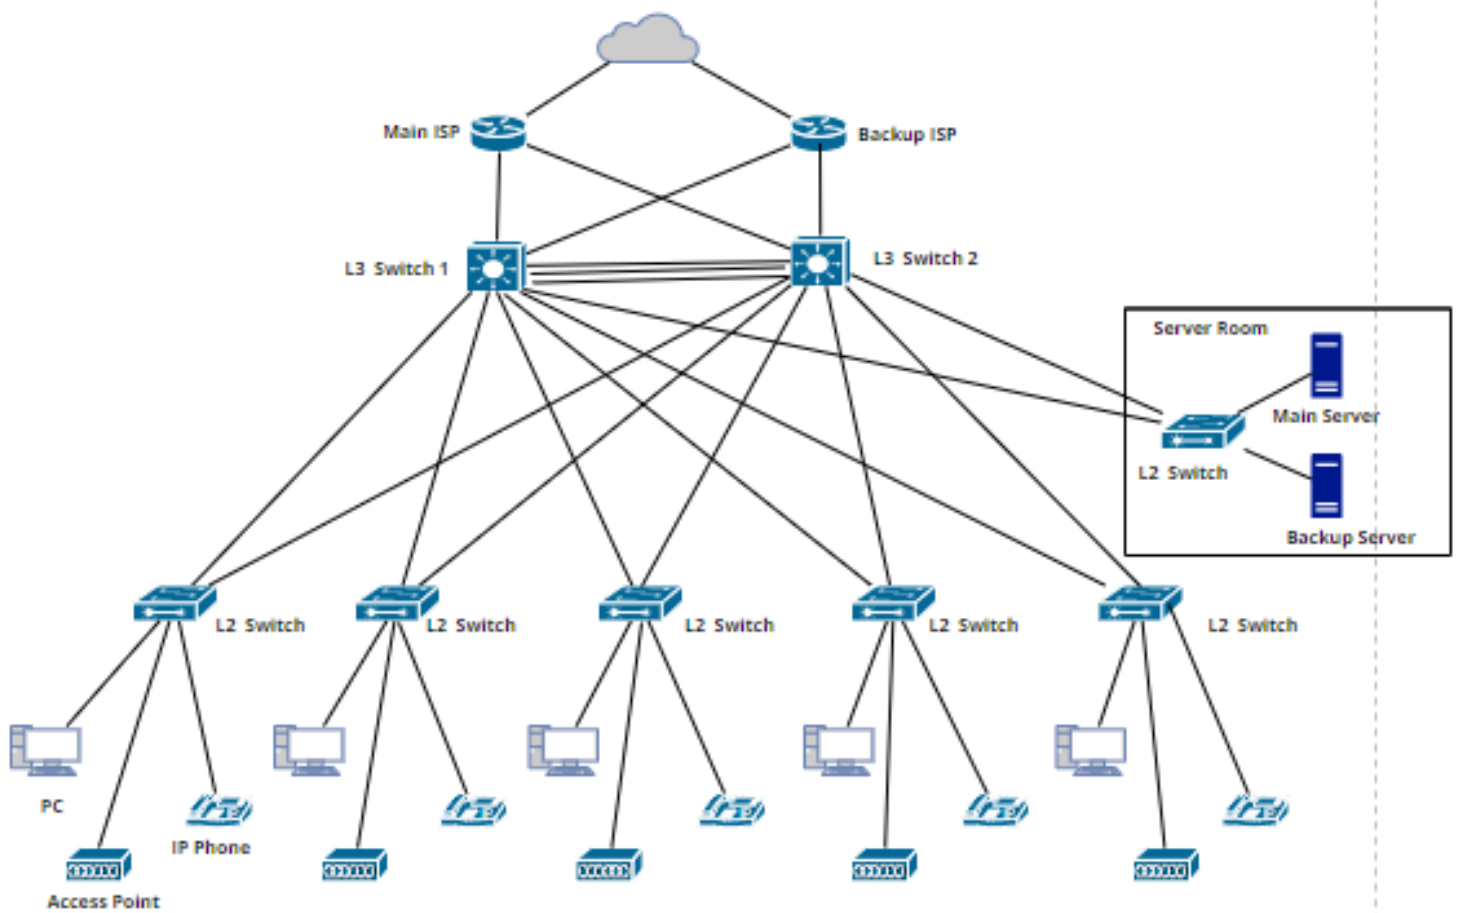 Main ISP
Backup ISP
L3 Switch 1
L3 Switch 2
Server Room
Main Server
L2 Switch
Backup Server
L2 Switch
L2 Switch
L2 Switch
L2 Switch
L2 Switch
PC
IP Phone
Access Point